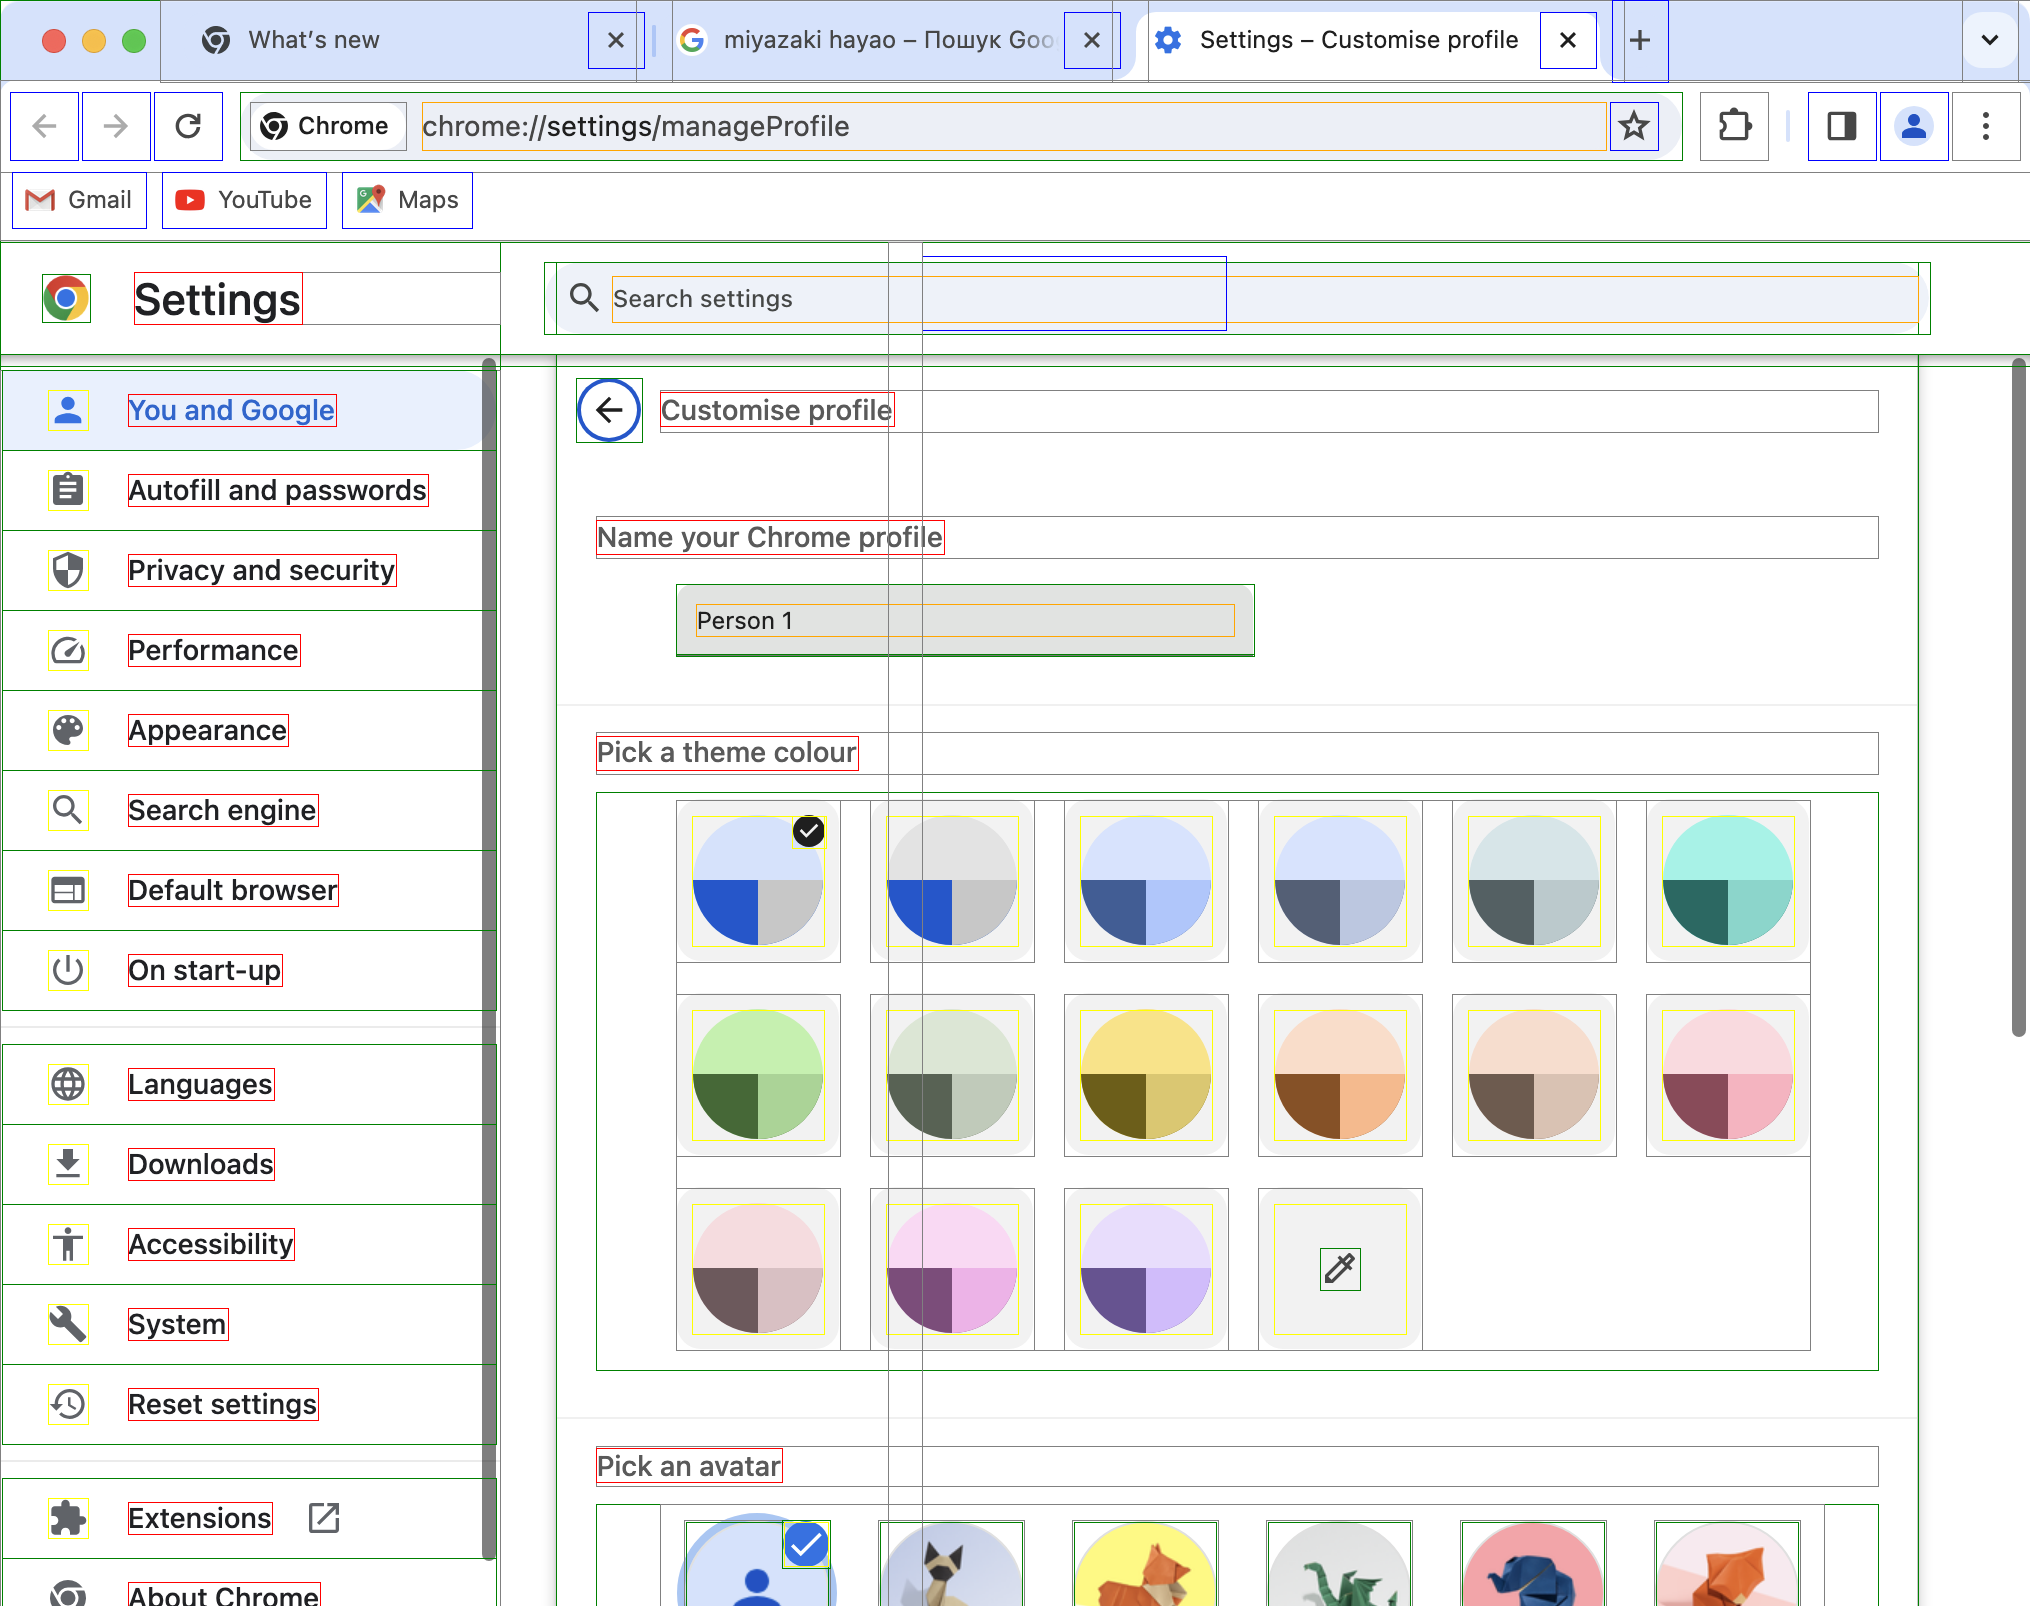 What's new
miyazaki hayao – Пошук Goo
Settings – Customise profile
Chrome
chrome://settings/manageProfile
Gmail
YouTube
Maps
Settings
Search settings
You and Google
Autofill and passwords
Privacy and security
Performance
Appearance
Search engine
Default browser
On start-up
Languages
Downloads
Accessibility
System
Reset settings
Extensions
About Chrome
Customise profile
Name your Chrome profile
Person 1
Pick a theme colour
Pick an avatar